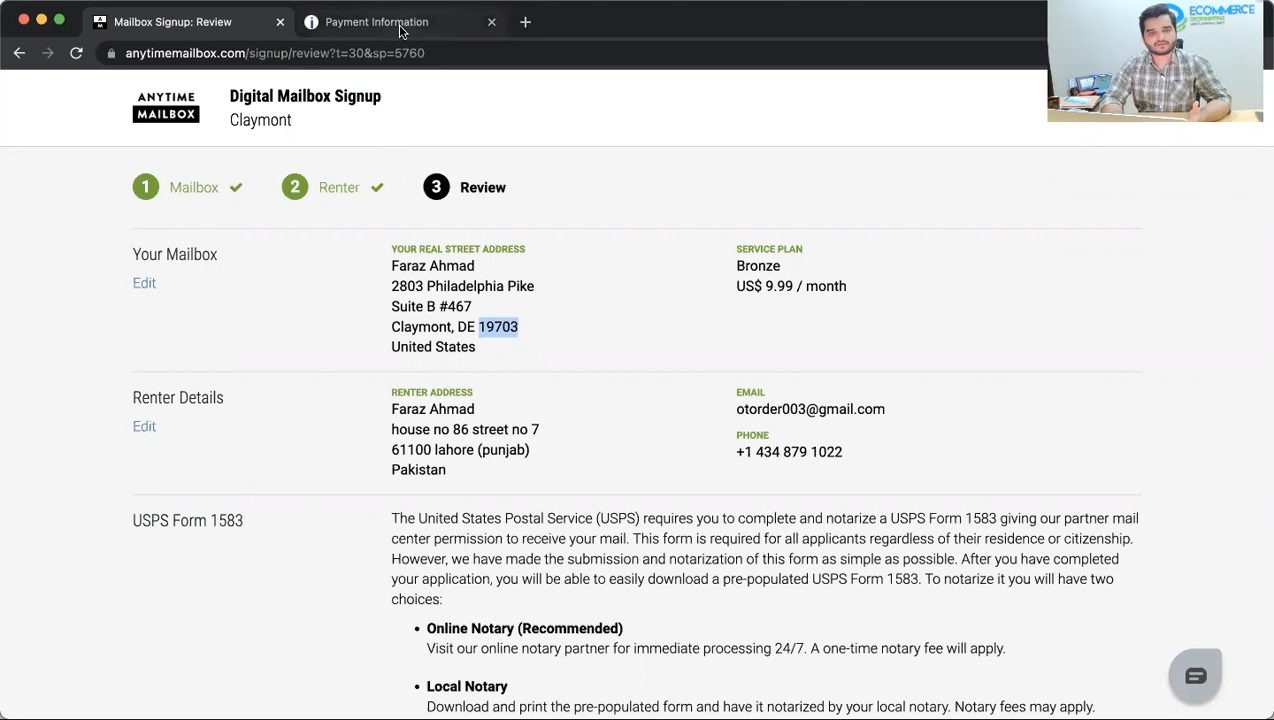 Mailbox Signup: Review
Payment Information
anytimemailbox.com/signup/review?t=30&sp=5760
ECOMMERCE
ANYTIME
MAILBOX
Digital Mailbox Signup
Claymont
1 Mailbox
2 Renter
3 Review
Your Mailbox
Edit
YOUR REAL STREET ADDRESS
Faraz Ahmad
2803 Philadelphia Pike
Suite B #467
Claymont, DE 19703
United States
SERVICE PLAN
Bronze
US$ 9.99 / month
Renter Details
Edit
RENTER ADDRESS
Faraz Ahmad
house no 86 street no 7
61100 lahore (punjab)
Pakistan
EMAIL
otorder003@gmail.com
PHONE
+1 434 879 1022
USPS Form 1583
The United States Postal Service (USPS) requires you to complete and notarize a USPS Form 1583 giving our partner mail
center permission to receive your mail. This form is required for all applicants regardless of their residence or citizenship.
However, we have made the submission and notarization of this form as simple as possible. After you have completed
your application, you will be able to easily download a pre-populated USPS Form 1583. To notarize it you will have two
choices:
• Online Notary (Recommended)
Visit our online notary partner for immediate processing 24/7. A one-time notary fee will apply.
• Local Notary
Download and print the pre-populated form and have it notarized by your local notary. Notary fees may apply.